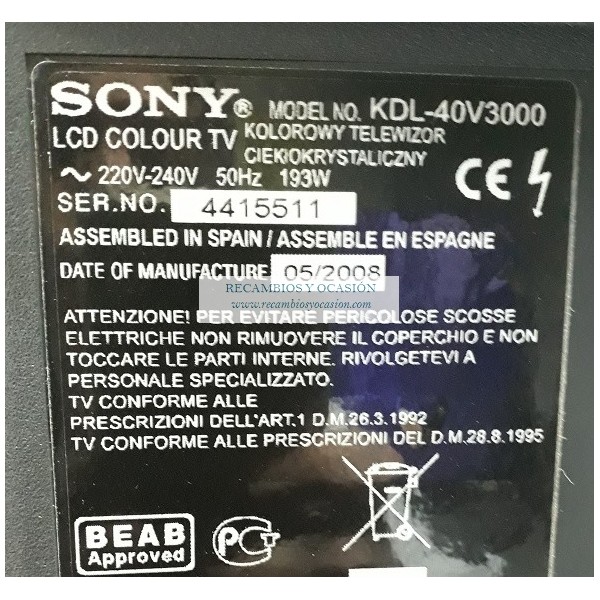 SONY® MODEL NO. KDL-40V3000
LCD COLOUR TV KOLOROWY TELEWIZOR
CIEKŁOKRYSTALICZNY
~ 220V-240V 50Hz 193W
SER.NO. 4415511
ASSEMBLED IN SPAIN / ASSEMBLE EN ESPAGNE
DATE OF MANUFACTURE 05/2008
RECAMBIOS Y OCASIÓN
www.recambiosyocasion.com
ATTENZIONE! PER EVITARE PERICOLOSE SCOSSE
ELETTRICHE NON RIMUOVERE IL COPERCHIO E NON
TOCCARE LE PARTI INTERNE. RIVOLGETEVI A
PERSONALE SPECIALIZZATO.
TV CONFORME ALLE
PRESCRIZIONI DELL'ART.1 D.M.26.3.1992
TV CONFORME ALLE PRESCRIZIONI DEL D.M.28.8.1995
CE
BEAB
Approved